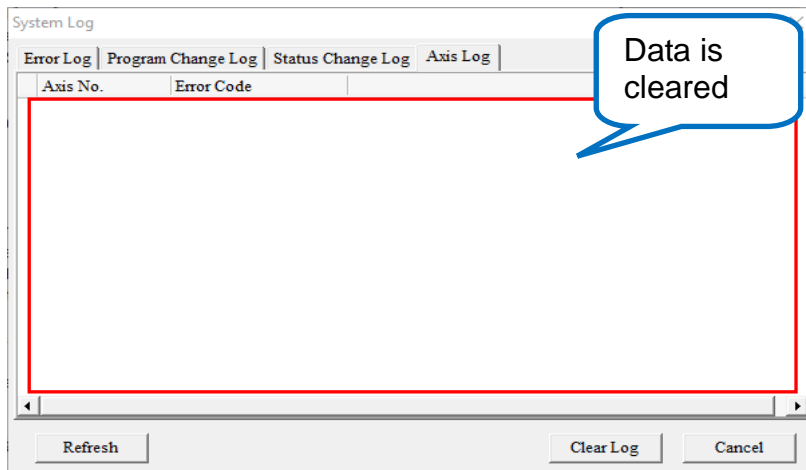 System Log
Error Log Program Change Log Status Change Log Axis Log
Axis No. Error Code
Data is
cleared
Refresh Clear Log Cancel